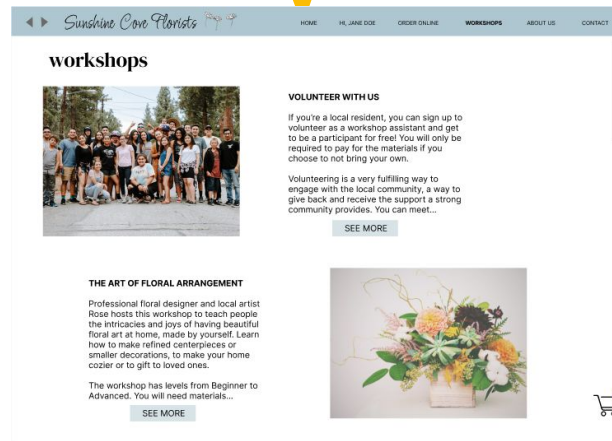 Sunshine Cove Florists
HOME HI, JANE DOE ORDER ONLINE WORKSHOPS ABOUT US CONTACT
workshops
VOLUNTEER WITH US
If you're a local resident, you can sign up to
volunteer as a workshop assistant and get
to be a participant for free! You will only be
required to pay for the materials if you
choose to not bring your own.
Volunteering is a very fulfilling way to
engage with the local community, a way to
give back and receive the support a strong
community provides. You can meet...
SEE MORE
THE ART OF FLORAL ARRANGEMENT
Professional floral designer and local artist
Rose hosts this workshop to teach people
the intricacies and joys of having beautiful
floral art at home, made by yourself. Learn
how to make refined centerpieces or
smaller decorations, to make your home
cozier or to gift to loved ones.
The workshop has levels from Beginner to
Advanced. You will need materials...
SEE MORE